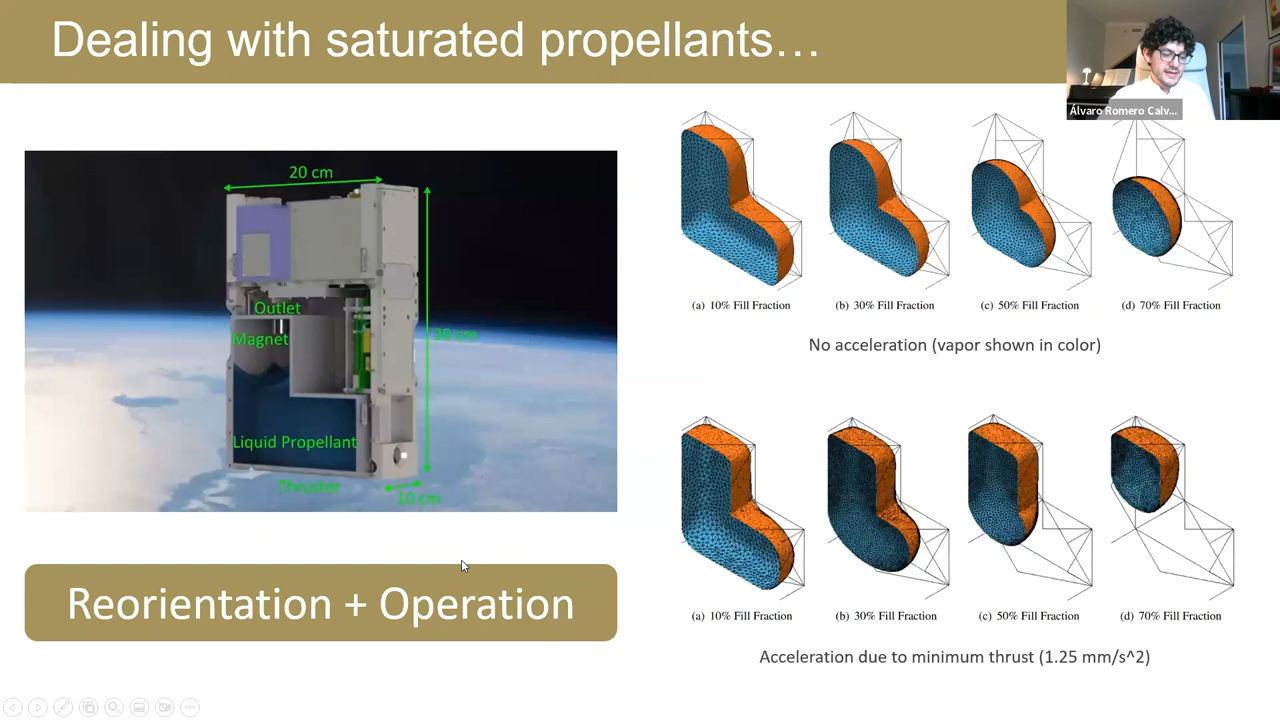 Dealing with saturated propellants…
Álvaro Romero Calv...
20 cm
Outlet
Magnet
Liquid Propellant
Thruster
10 cm
(a) 10% Fill Fraction
(b) 30% Fill Fraction
(c) 50% Fill Fraction
(d) 70% Fill Fraction
No acceleration (vapor shown in color)
(a) 10% Fill Fraction
(b) 30% Fill Fraction
(c) 50% Fill Fraction
(d) 70% Fill Fraction
Acceleration due to minimum thrust (1.25 mm/s^2)
Reorientation + Operation